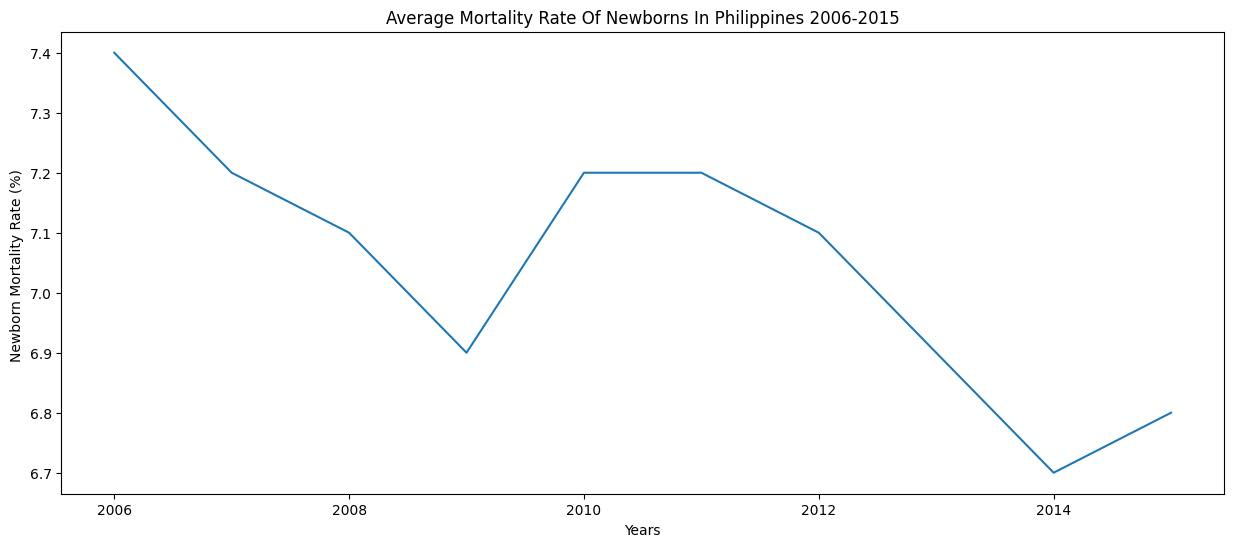 Average Mortality Rate Of Newborns In Philippines 2006-2015
Newborn Mortality Rate (%)
7.4
7.3
7.2
7.1
7.0
6.9
6.8
6.7
2006 2008 2010 2012 2014
Years